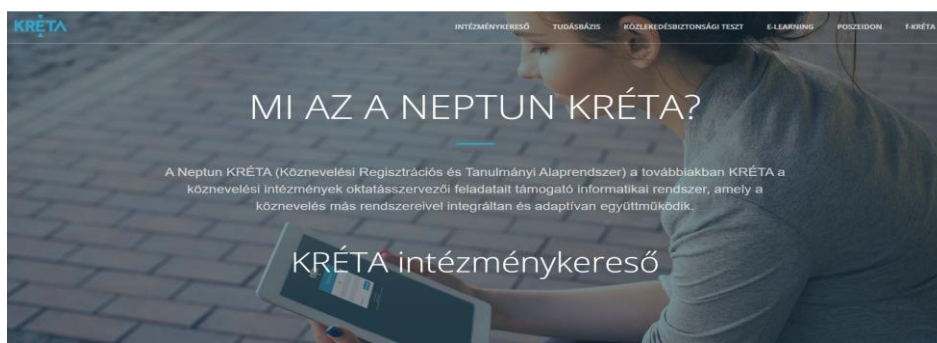 KRÉTA
INTÉZMÉNYKERESŐ TUDÁSBÁZIS KÖZLEKEDÉSBIZTONSÁGI TESZT E-LEARNING POSZEIDON F-KRÉTA
MI AZ A NEPTUN KRÉTA?
A Neptun KRÉTA (Köznevelési Regisztrációs és Tanulmányi Alaprendszer) a továbbiakban KRÉTA a
köznevelési intézmények oktatásszervezői feladatait támogató informatikai rendszer, amely a
köznevelés más rendszereivel integráltan és adaptívan együttműködik.
KRÉTA intézménykereső